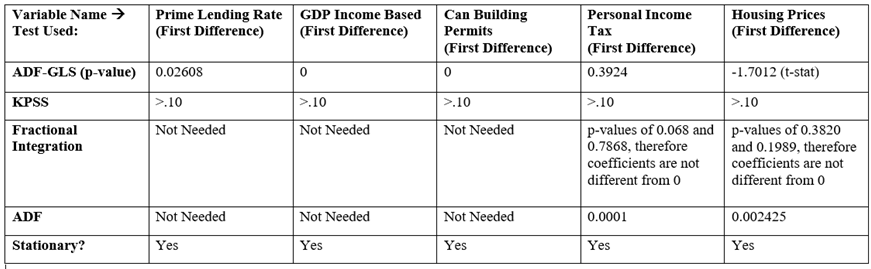 Variable Name → Test Used: Prime Lending Rate (First Difference) GDP Income Based (First Difference) Can Building Permits (First Difference) Personal Income Tax (First Difference) Housing Prices (First Difference)
ADF-GLS (p-value) 0.02608 0 0 0.3924 -1.7012 (t-stat)
KPSS >.10 >.10 >.10 >.10 >.10
Fractional Integration Not Needed Not Needed Not Needed p-values of 0.068 and 0.7868, therefore coefficients are not different from 0 p-values of 0.3820 and 0.1989, therefore coefficients are not different from 0
ADF Not Needed Not Needed Not Needed 0.0001 0.002425
Stationary? Yes Yes Yes Yes Yes